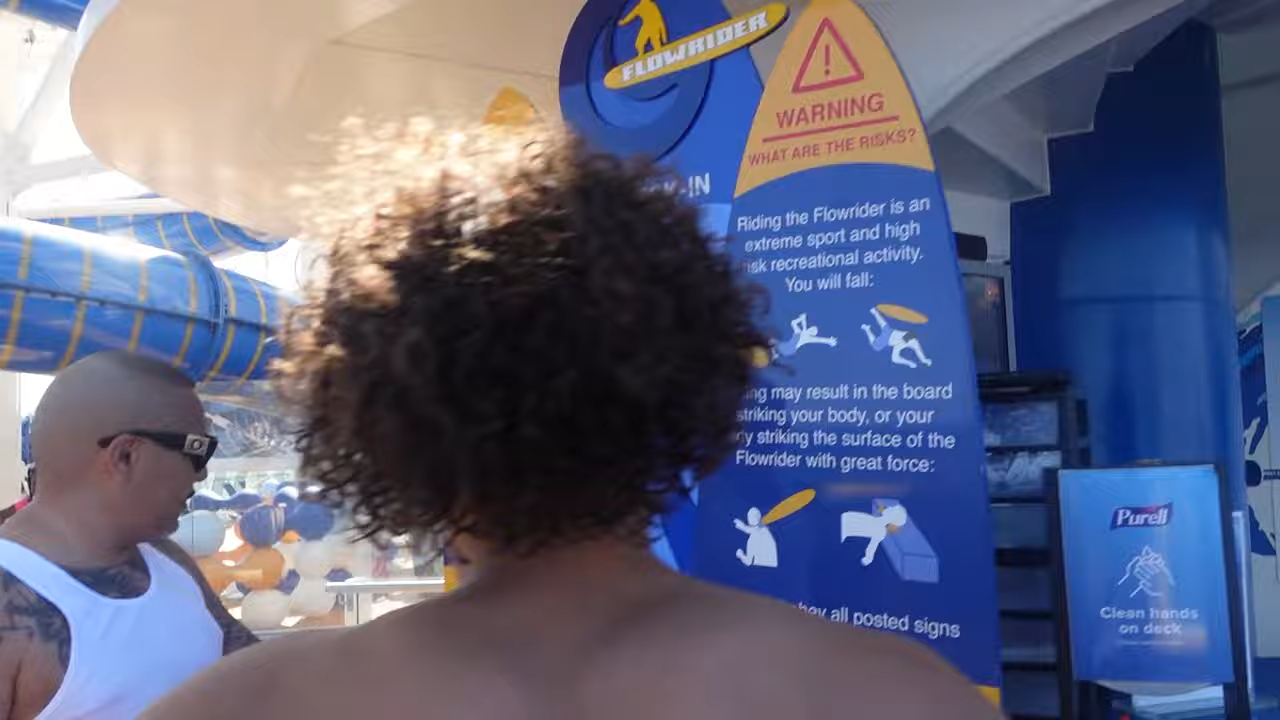 FLOWRIDER
WARNING
WHAT ARE THE RISKS?
Riding the Flowrider is an
extreme sport and high
recreational activity.
You will fall:
may result in the board
striking your body, or your
striking the surface of the
Flowrider with great force:
obey all posted signs
Purell
Clean hands
on deck